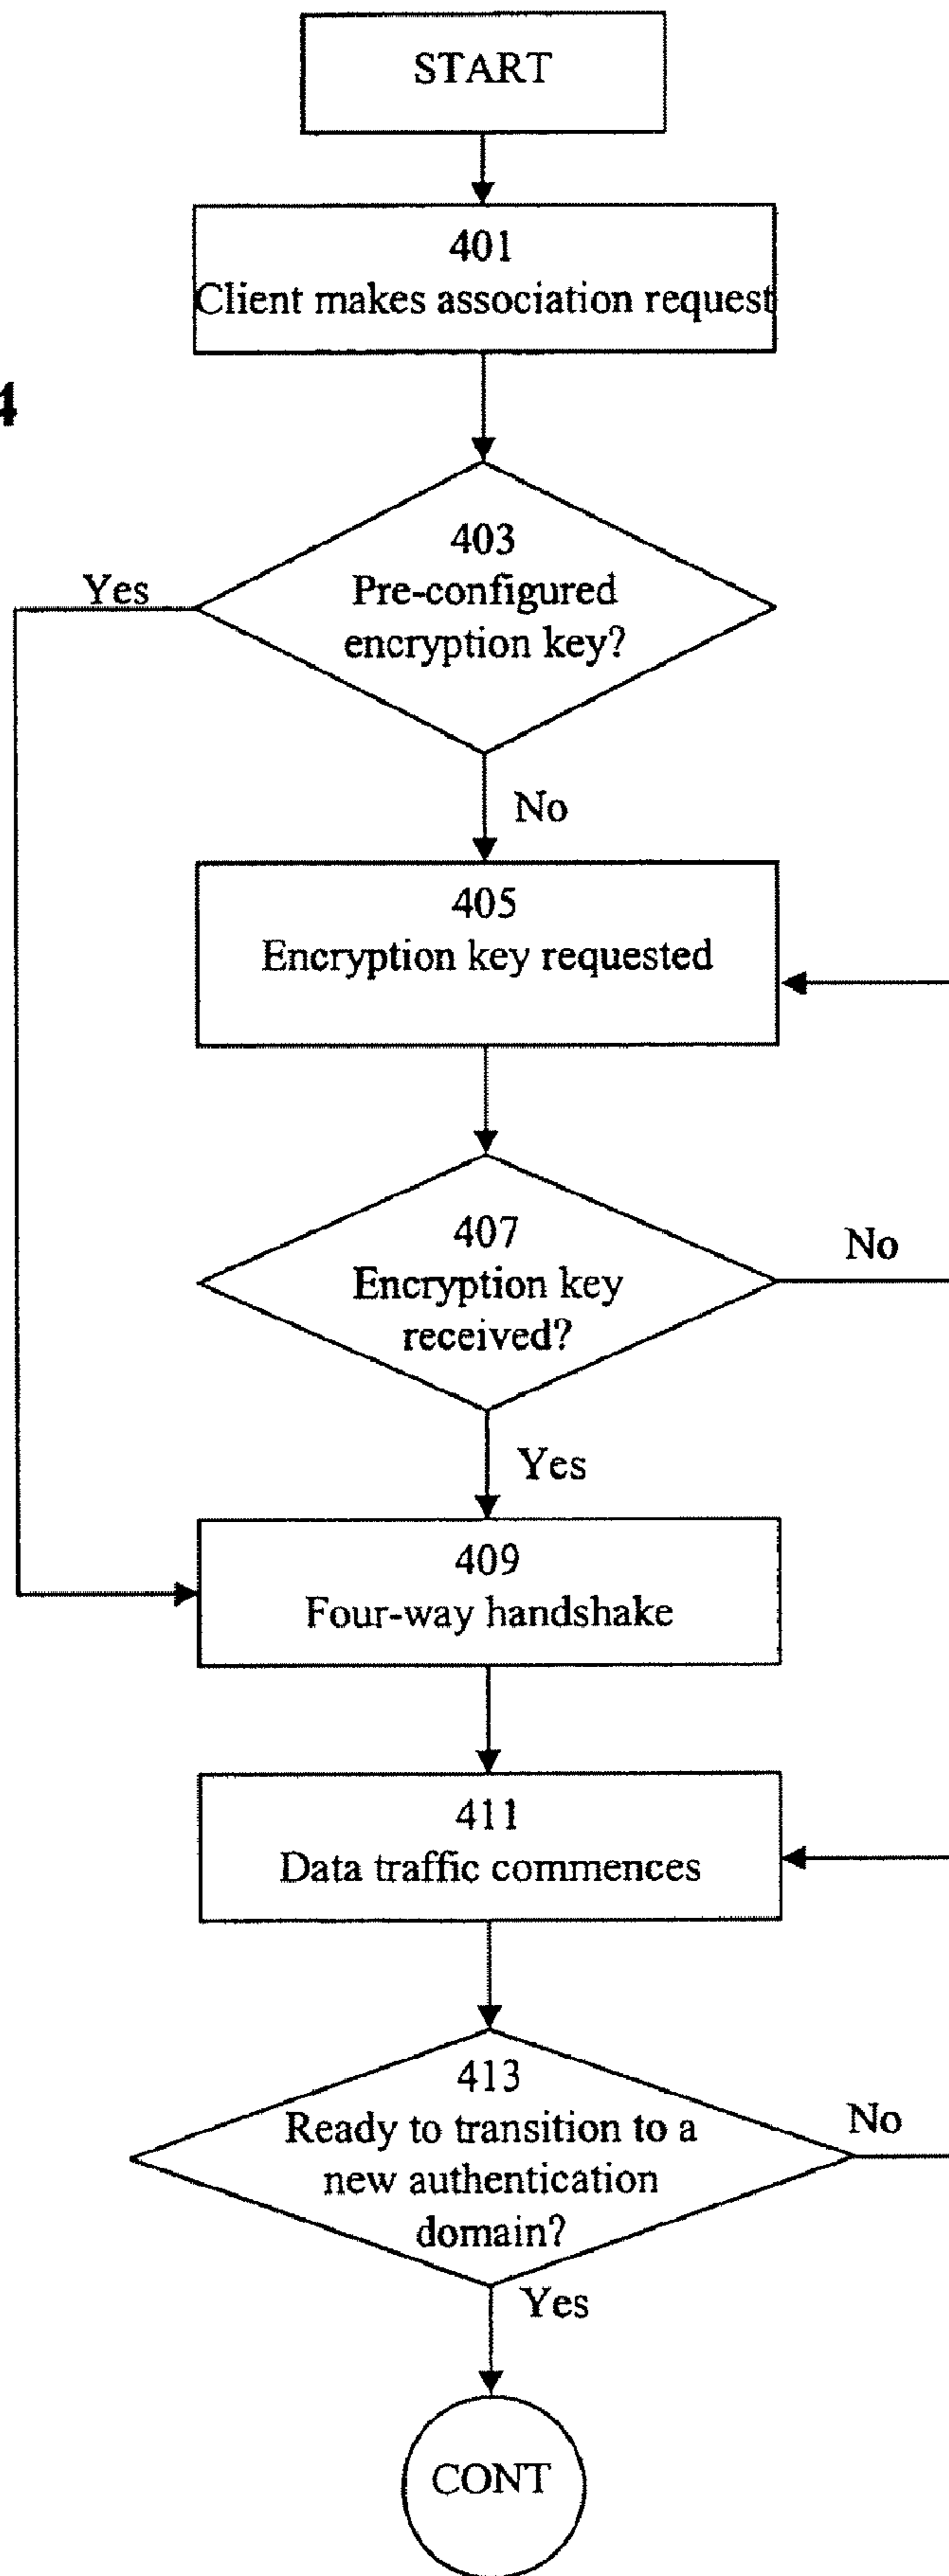 START
401
Client makes association request
4
403
Pre-configured
encryption key?
Yes
No
405
Encryption key requested
407
Encryption key
received?
No
Yes
409
Four-way handshake
411
Data traffic commences
413
Ready to transition to a
new authentication
domain?
No
Yes
CONT